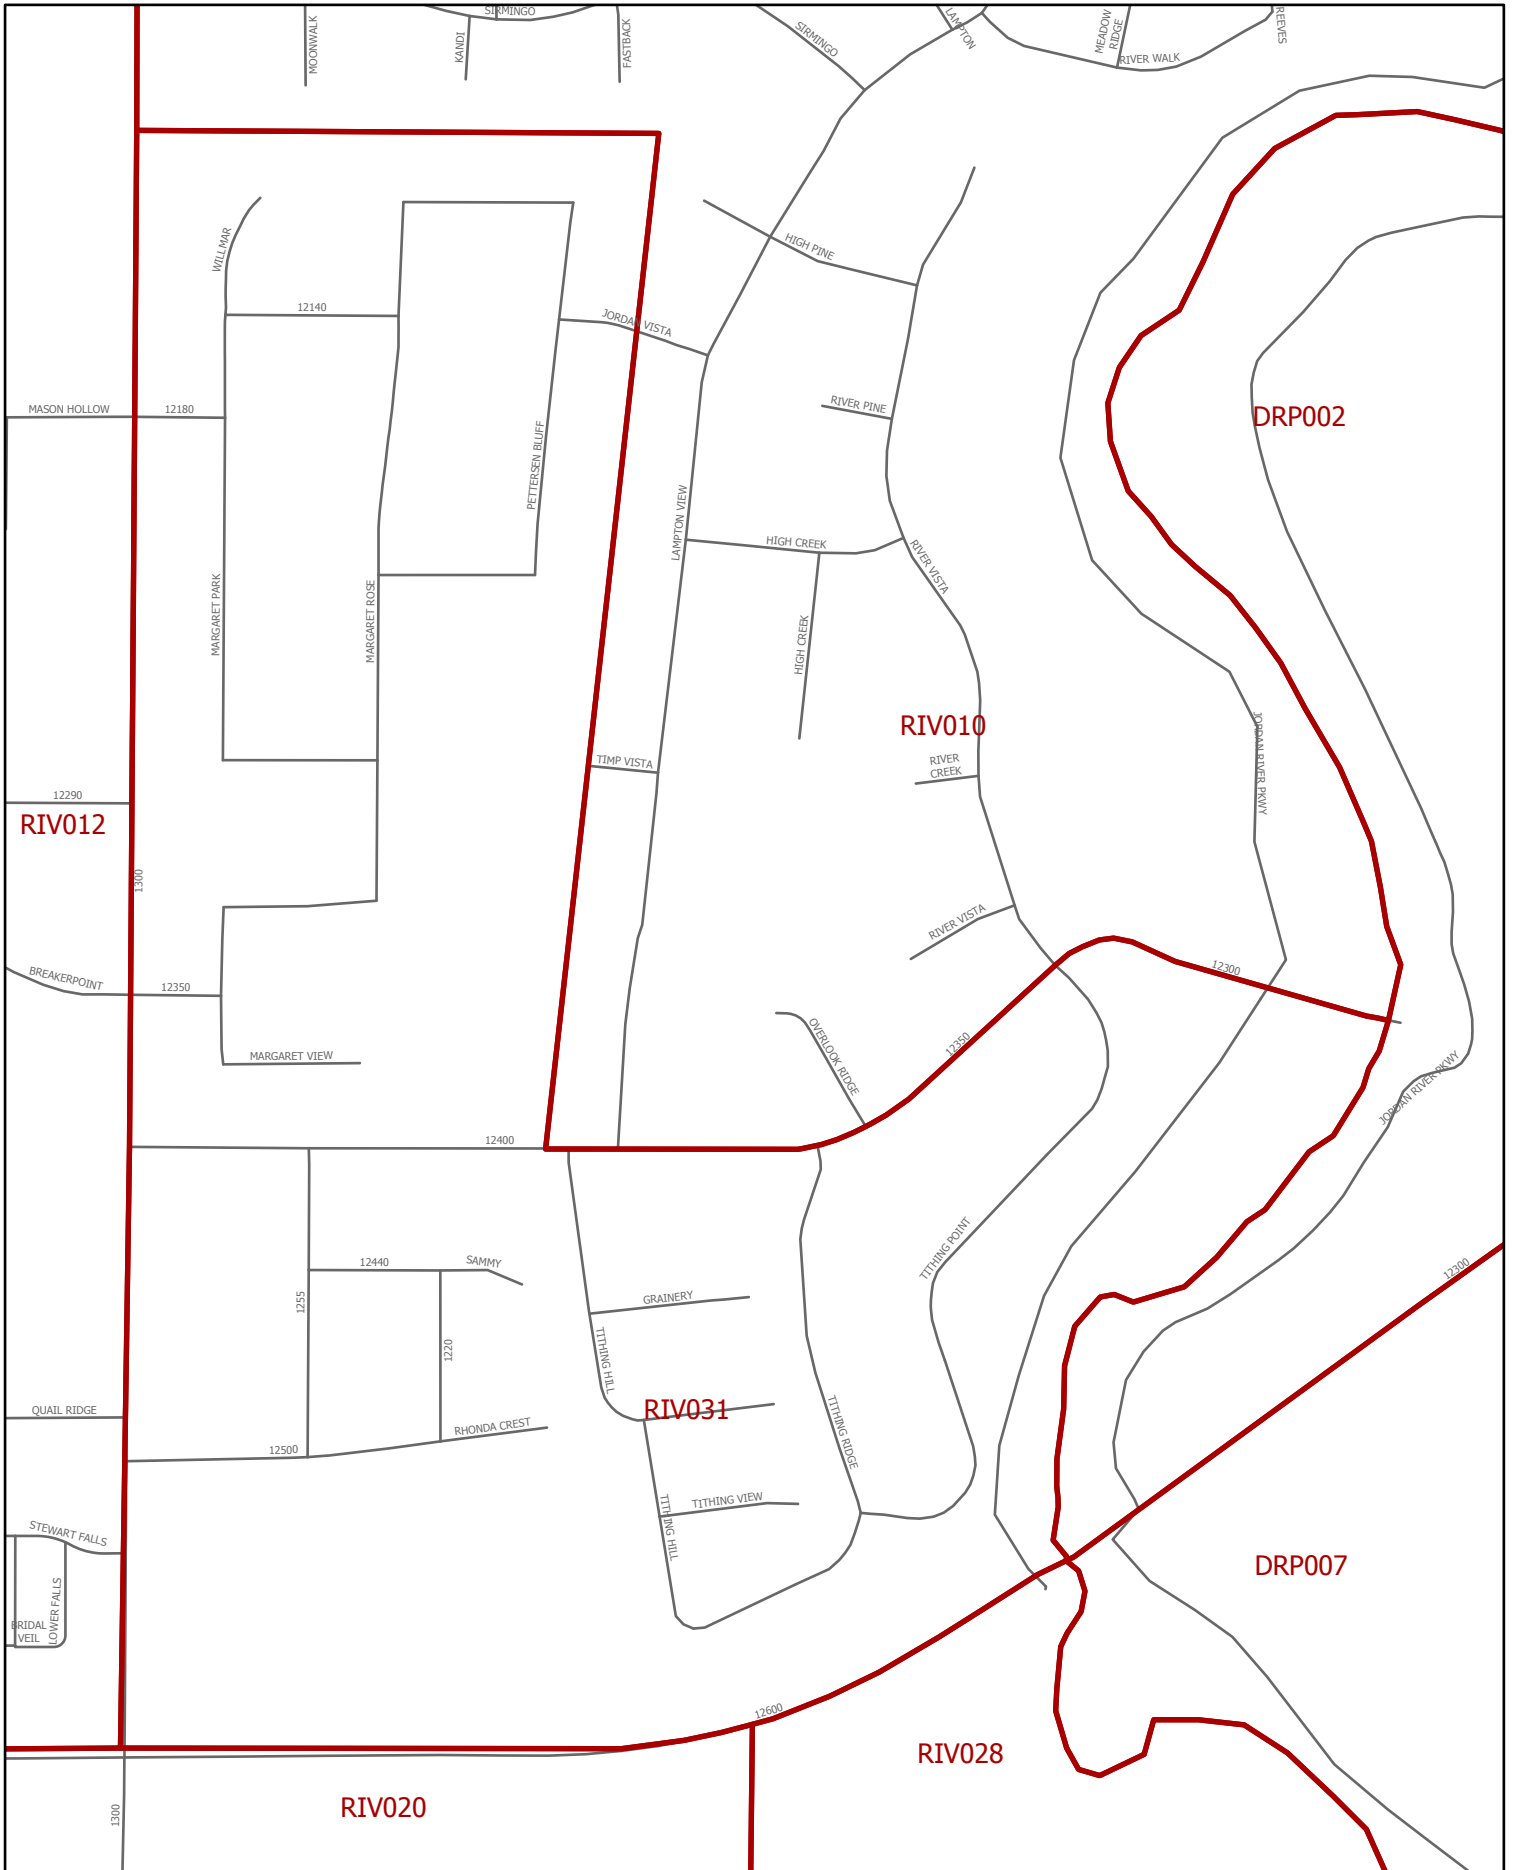 SIRMINGO
MOONWALK
KANDI
FASTBACK
SIRMINGO
LAMPTON
MEADOW
RIDGE
REEVES
RIVER WALK
WILLMAR
HIGH PINE
12140
JORDAN VISTA
MASON HOLLOW
12180
RIVER PINE
DRP002
PETTERSEN BLUFF
LAMPTON VIEW
HIGH CREEK
RIVER VISTA
MARGARET PARK
MARGARET ROSE
HIGH CREEK
RIV010
JORDAN RIVER PKWY
TIMP VISTA
RIVER
CREEK
12290
RIV012
1300
RIVER VISTA
12300
BREAKERPOINT
12350
OVERLOOK RIDGE
12350
MARGARET VIEW
JORDAN RIVER PKWY
12400
TITHING POINT
12440
SAMMY
12300
1255
GRAINERY
1220
TITHING HILL
QUAIL RIDGE
RIV031
RHONDA CREST
TITHING RIDGE
12500
TITHING VIEW
STEWART FALLS
TITHING HILL
DRP007
LOWER FALLS
BRIDAL
VEIL
12600
RIV028
RIV020
1300